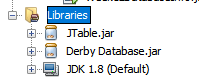 Libraries
JTable.jar
Derby Database.jar
JDK 1.8 (Default)